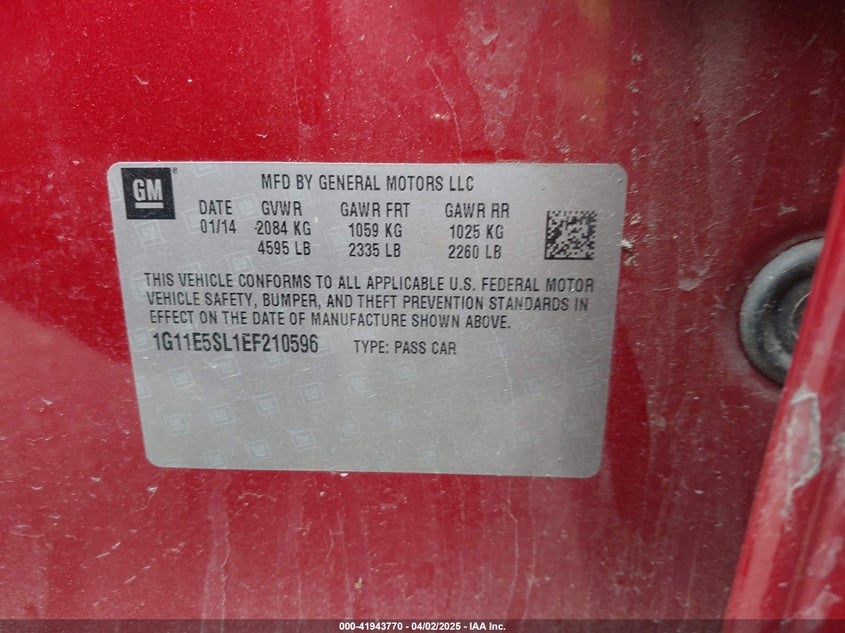 GM ®
MFD BY GENERAL MOTORS LLC
DATE GVWR GAWR FRT GAWR RR
01/14 2084 KG 1059 KG 1025 KG
4595 LB 2335 LB 2260 LB
THIS VEHICLE CONFORMS TO ALL APPLICABLE U.S. FEDERAL MOTOR
VEHICLE SAFETY, BUMPER, AND THEFT PREVENTION STANDARDS IN
EFFECT ON THE DATE OF MANUFACTURE SHOWN ABOVE.
1G11E5SL1EF210596 TYPE: PASS CAR
000-41943770 - 04/02/2025 - IAA Inc.